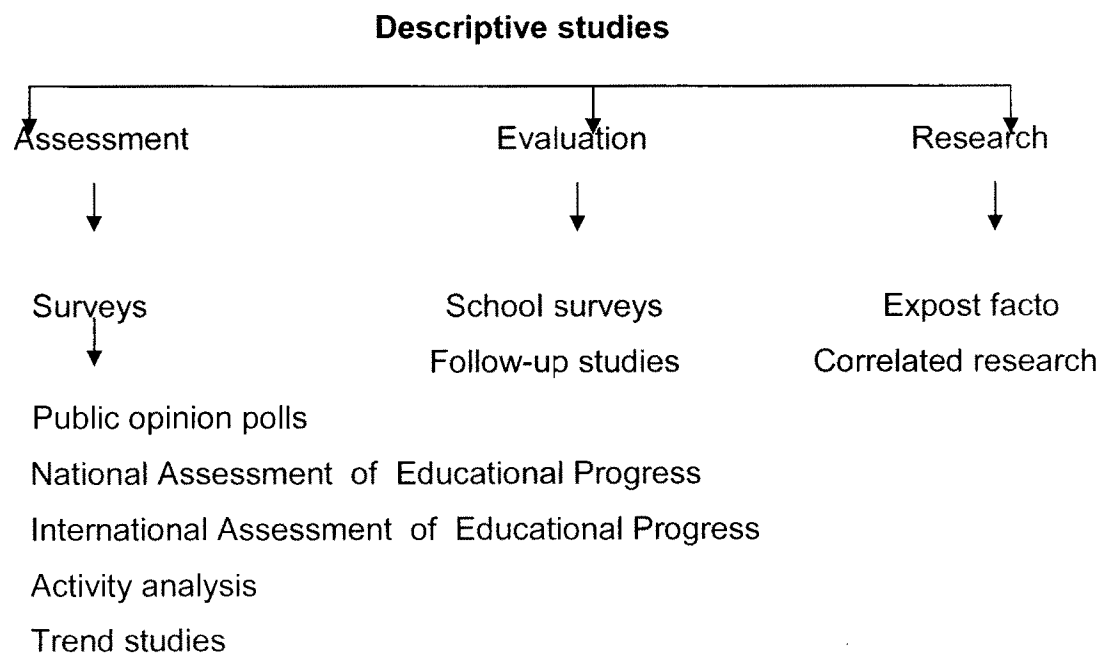 Descriptive studies
Assessment Evaluation Research
Surveys School surveys Expost facto
Follow-up studies Correlated research
Public opinion polls
National Assessment of Educational Progress
International Assessment of Educational Progress
Activity analysis
Trend studies